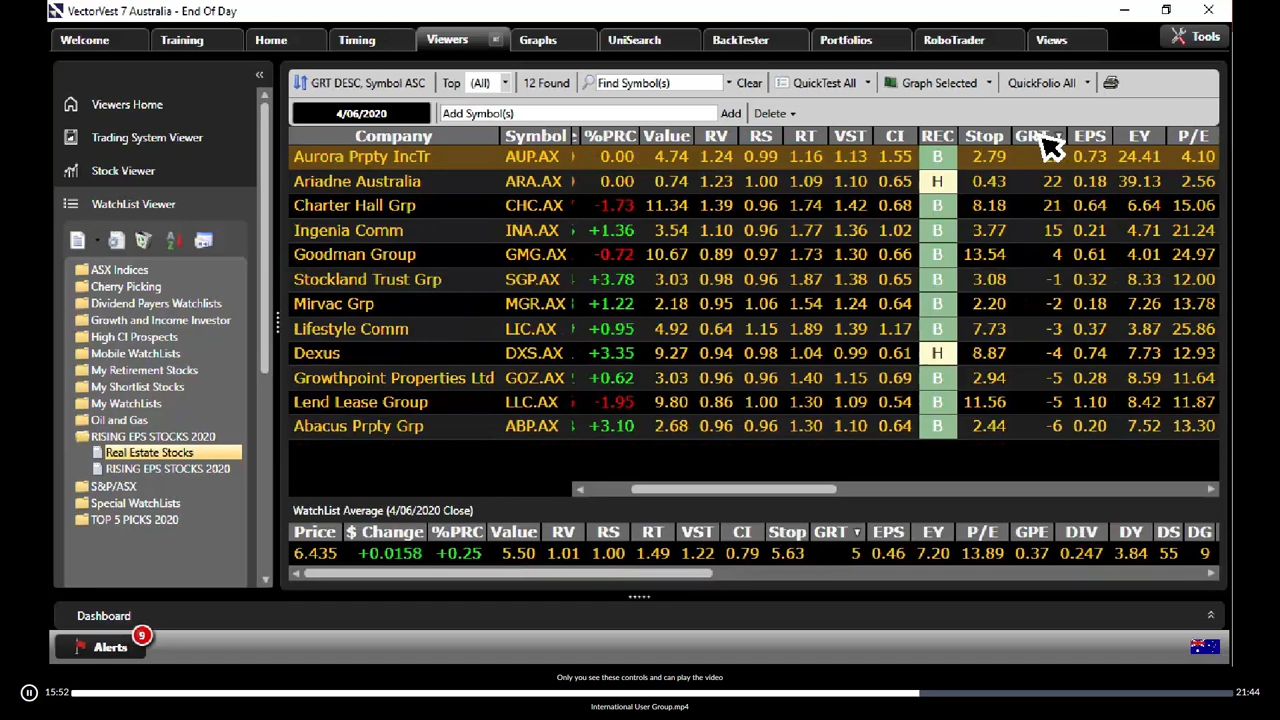 VectorVest 7 Australia - End Of Day
Welcome Training Home Timing Viewers Graphs UniSearch BackTester Portfolios RoboTrader Views Tools
GRT DESC, Symbol ASC Top (All) 12 Found Find Symbol(s) Clear QuickTest All Graph Selected QuickFolio All
4/06/2020 Add Symbol(s) Add Delete
Viewers Home
Trading System Viewer
Stock Viewer
WatchList Viewer
ASX Indices
Cherry Picking
Dividend Payers Watchlists
Growth and Income Investor
High CI Prospects
Mobile WatchLists
My Retirement Stocks
My Shortlist Stocks
My WatchLists
Oil and Gas
RISING EPS STOCKS 2020
Real Estate Stocks
RISING EPS STOCKS 2020
S&P/ASX
Special WatchLists
TOP 5 PICKS 2020
Company Symbol %PRC Value RV RS RT VST CI REC Stop GRT EPS EY P/E
Aurora Prpty IncTr AUP.AX 0.00 4.74 1.24 0.99 1.16 1.13 1.55 B 2.79 0.73 24.41 4.10
Ariadne Australia ARA.AX 0.00 0.74 1.23 1.00 1.09 1.10 0.65 H 0.43 22 0.18 39.13 2.56
Charter Hall Grp CHC.AX -1.73 11.34 1.39 0.96 1.74 1.42 0.68 B 8.18 21 0.64 6.64 15.06
Ingenia Comm INA.AX +1.36 3.54 1.10 0.96 1.77 1.36 1.02 B 3.77 15 0.21 4.71 21.24
Goodman Group GMG.AX -0.72 10.67 0.89 0.97 1.73 1.30 0.66 B 13.54 4 0.61 4.01 24.97
Stockland Trust Grp SGP.AX +3.78 3.03 0.98 0.96 1.87 1.38 0.65 B 3.08 -1 0.32 8.33 12.00
Mirvac Grp MGR.AX +1.22 2.18 0.95 1.06 1.54 1.24 0.64 B 2.20 -2 0.18 7.26 13.78
Lifestyle Comm LIC.AX +0.95 4.92 0.64 1.15 1.89 1.39 1.17 B 7.73 -3 0.37 3.87 25.86
Dexus DXS.AX +3.35 9.27 0.94 0.98 1.04 0.99 0.61 H 8.87 -4 0.74 7.73 12.93
Growthpoint Properties Ltd GOZ.AX +0.62 3.03 0.96 0.96 1.40 1.15 0.69 B 2.94 -5 0.28 8.59 11.64
Lend Lease Group LLC.AX -1.95 9.80 0.86 1.00 1.30 1.09 0.54 B 11.56 -5 1.10 8.42 11.87
Abacus Prpty Grp ABP.AX +3.10 2.68 0.96 0.96 1.30 1.10 0.64 B 2.44 -6 0.20 7.52 13.30
WatchList Average (4/06/2020 Close)
Price $ Change %PRC Value RV RS RT VST CI Stop GRT EPS EY P/E GPE DIV DY DS DG
6.435 +0.0158 +0.25 5.50 1.01 1.00 1.49 1.22 0.79 5.63 5 0.46 7.20 13.89 0.37 0.247 3.84 55 9
Dashboard
Alerts 9
Only you see these controls and can play the video
15:52 21:44
International User Group.mp4